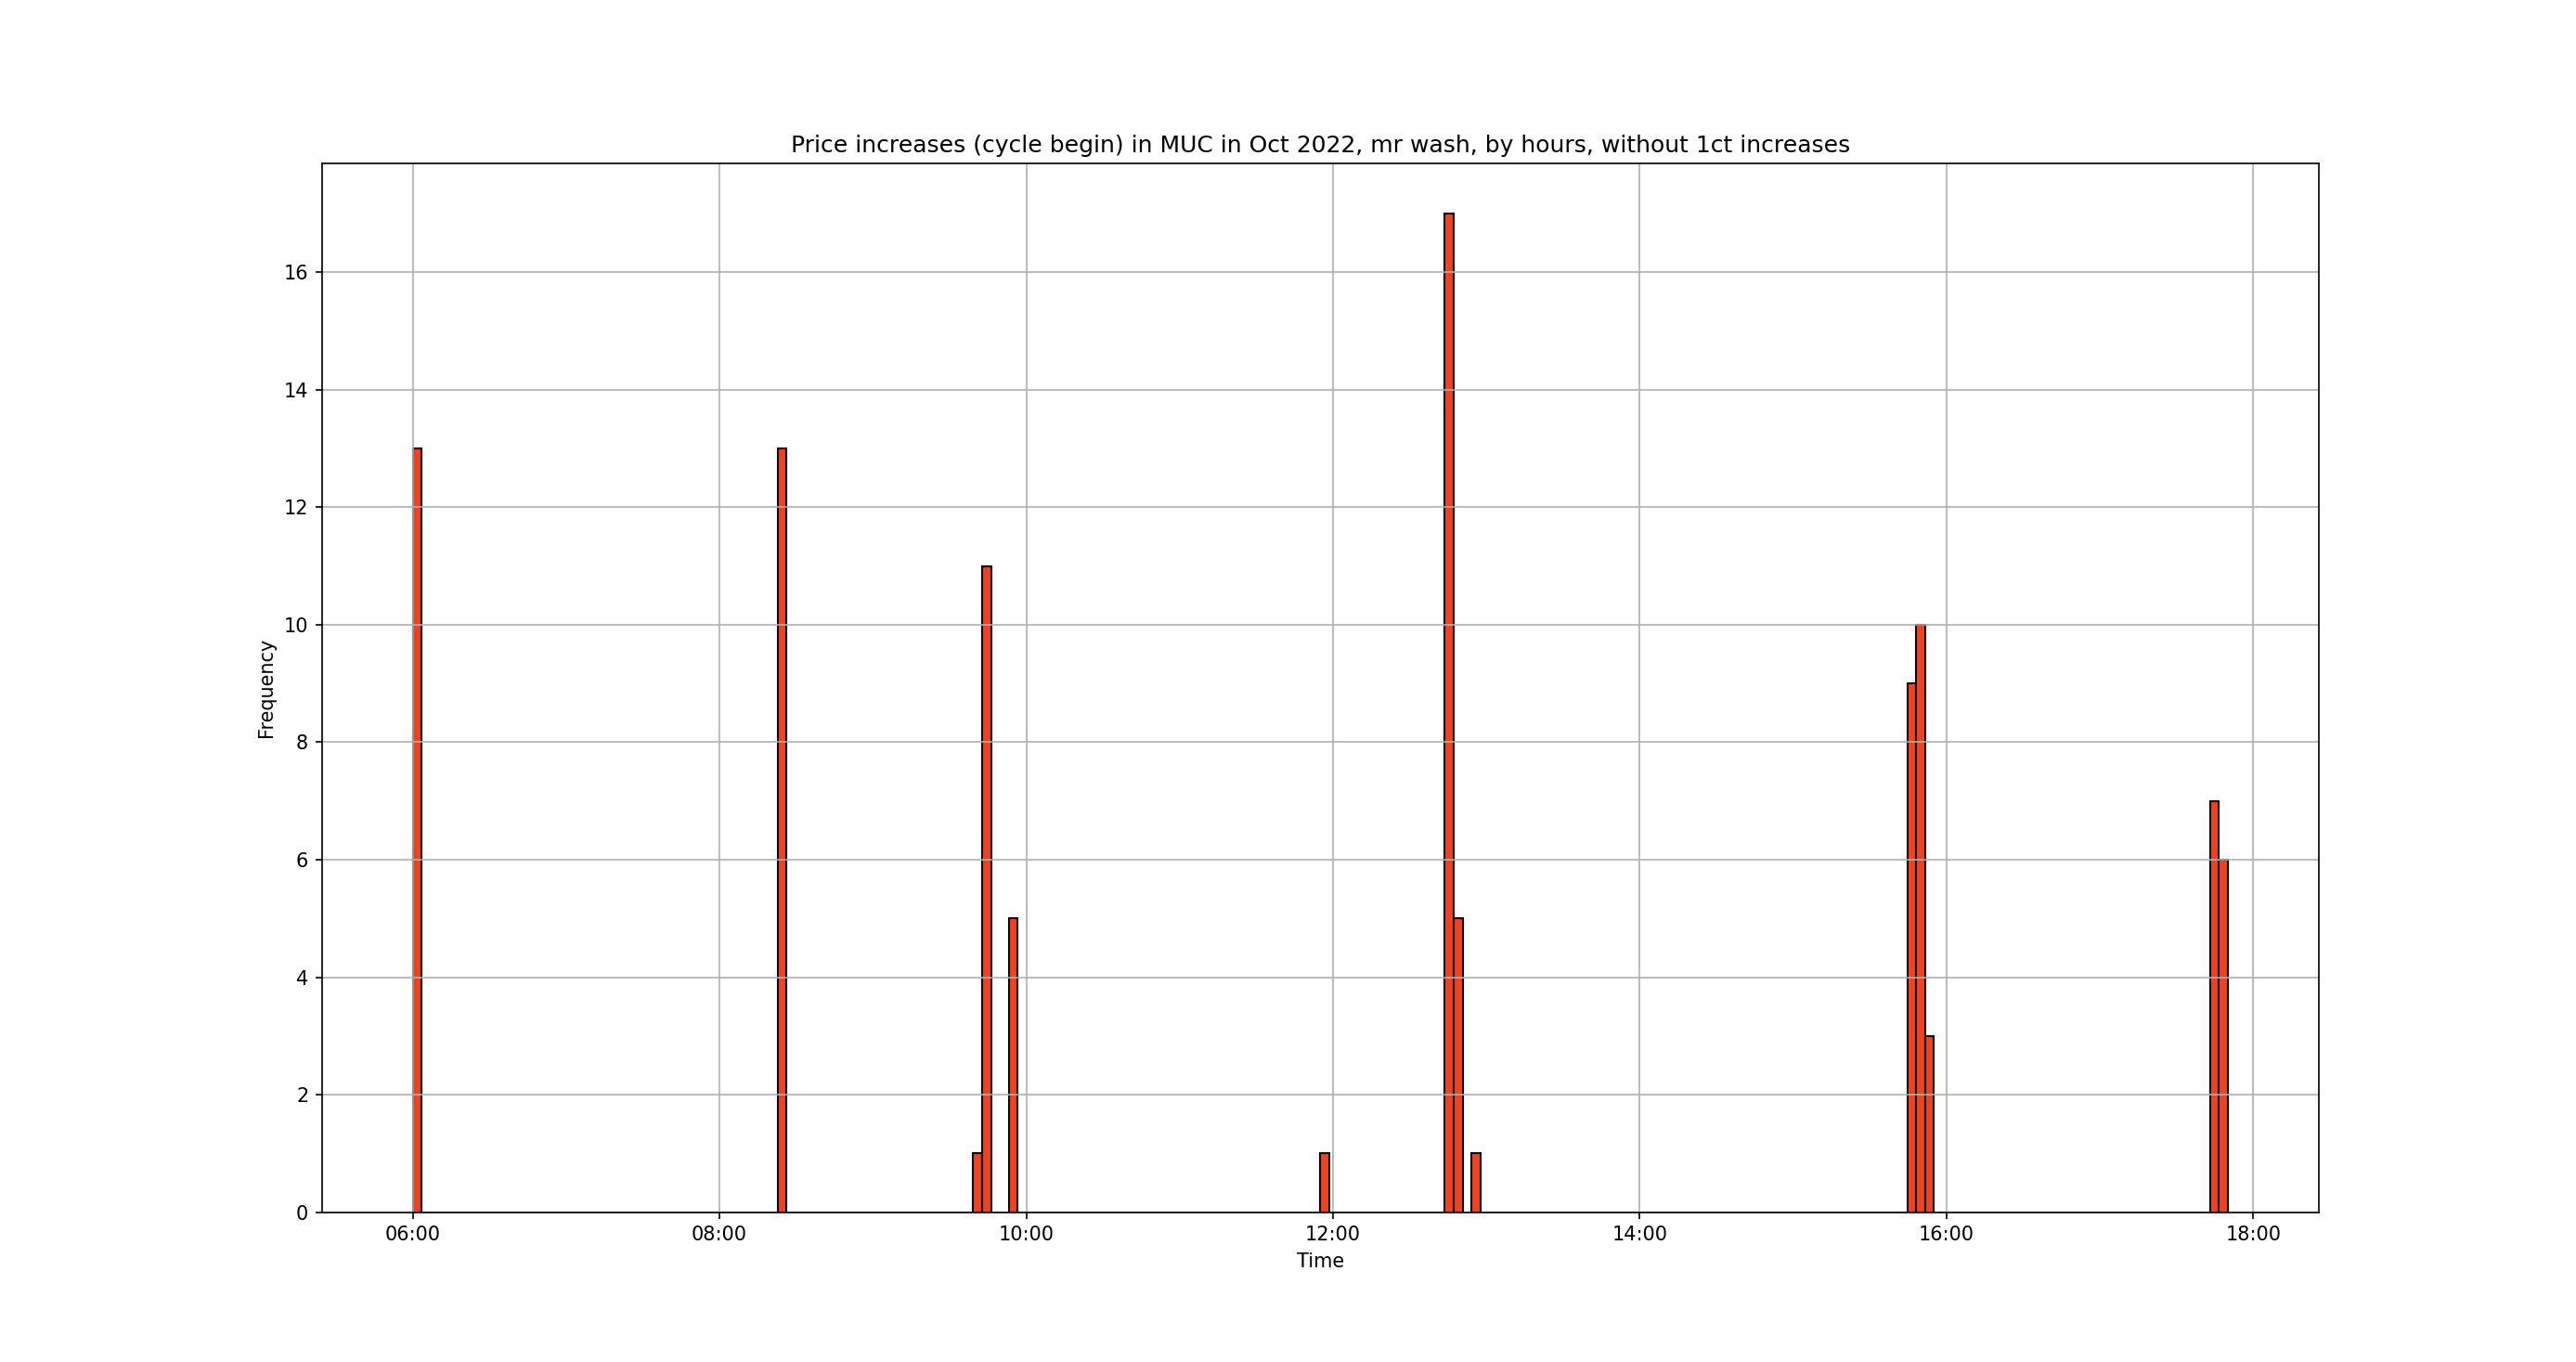 Price increases (cycle begin) in MUC in Oct 2022, mr wash, by hours, without 1ct increases
16
14
12
10
8
6
4
2
0
Frequency
06:00 08:00 10:00 12:00 14:00 16:00 18:00
Time